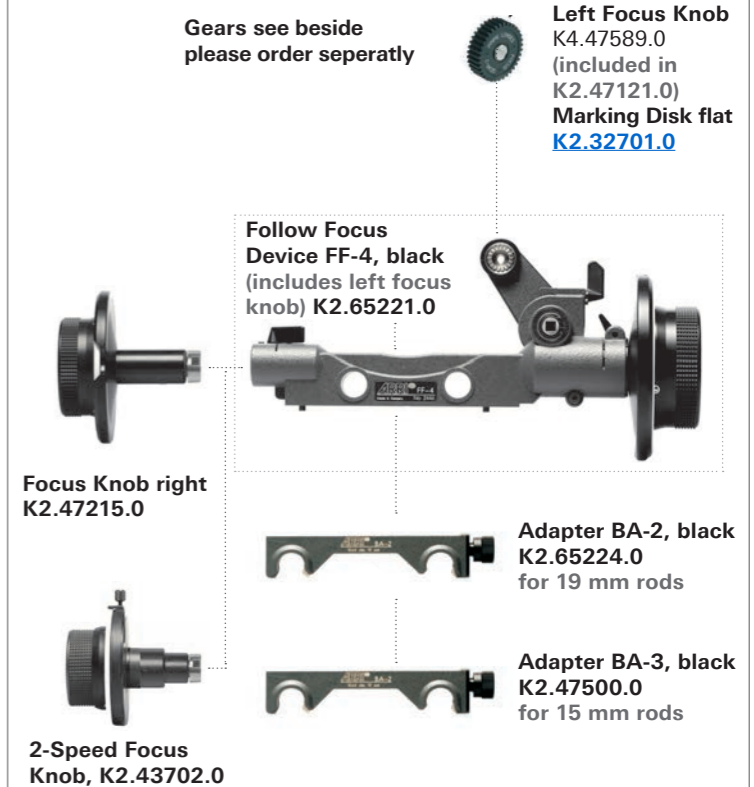 Gears see beside
please order seperatly
Left Focus Knob
K4.47589.0
(included in
K2.47121.0)
Marking Disk flat
K2.32701.0
Follow Focus
Device FF-4, black
(includes left focus
knob) K2.65221.0
ARRI FF-4
Focus Knob right
K2.47215.0
BA-2
Adapter BA-2, black
K2.65224.0
for 19 mm rods
BA-2
Adapter BA-3, black
K2.47500.0
for 15 mm rods
2-Speed Focus
Knob, K2.43702.0